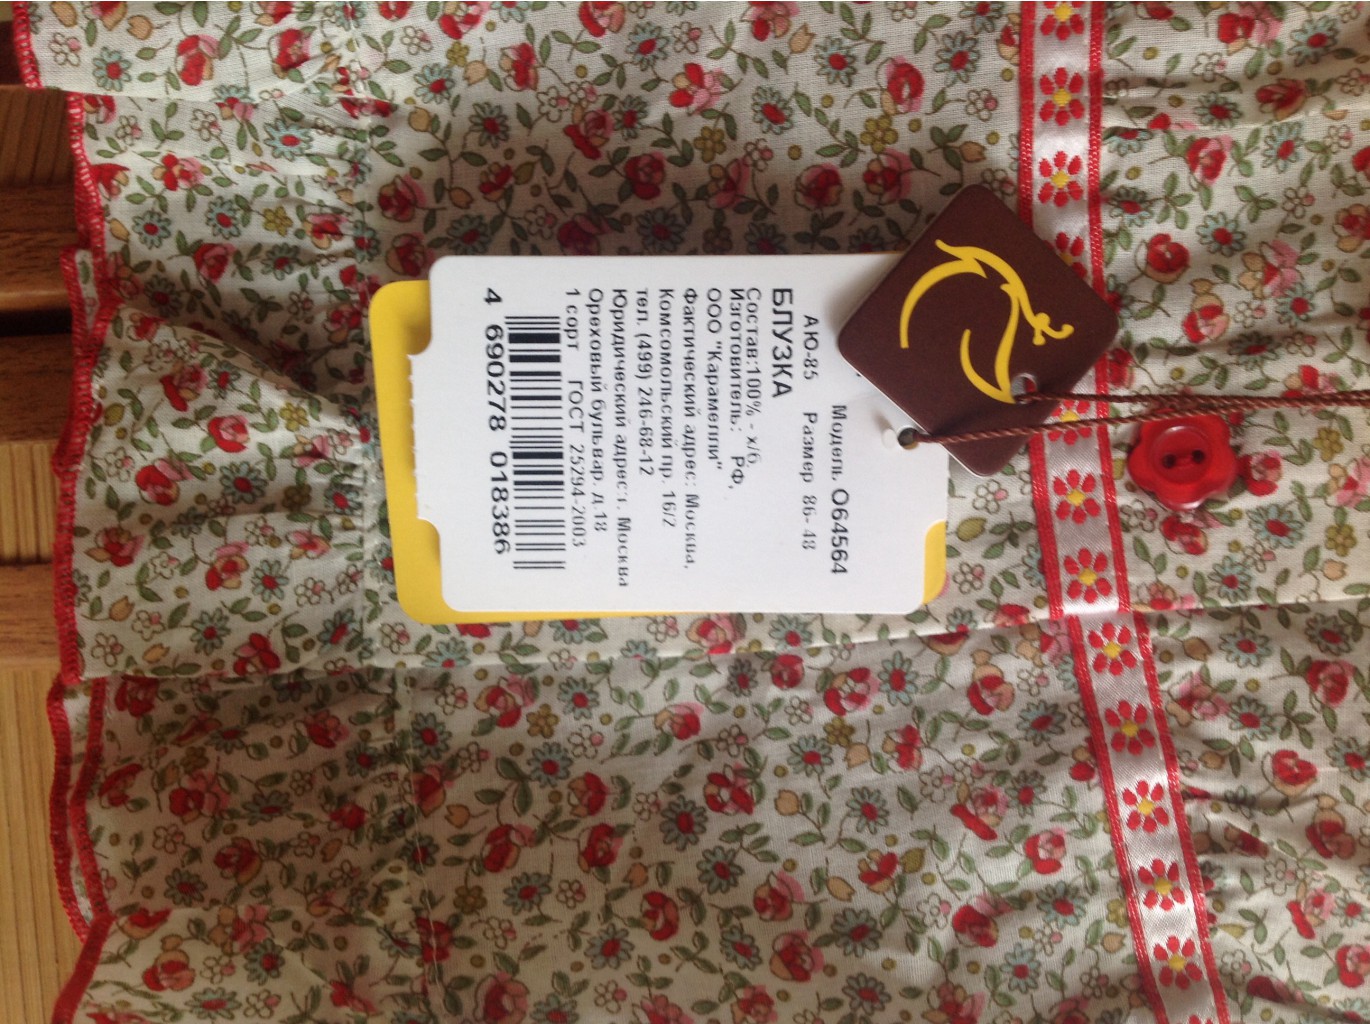 Модель О64564
АЮ-85 Размер 86-48
БЛУЗКА
Состав:100% - х/б,
Изготовитель: РФ,
ООО "Карамелли"
Фактический адрес: Москва,
Комсомольский пр. 16/2
тел. (499) 246-68-12
Юридический адрес: г. Москва
Ореховый бульвар, д.18
1 сорт ГОСТ 25294-2003
4 690278 018386